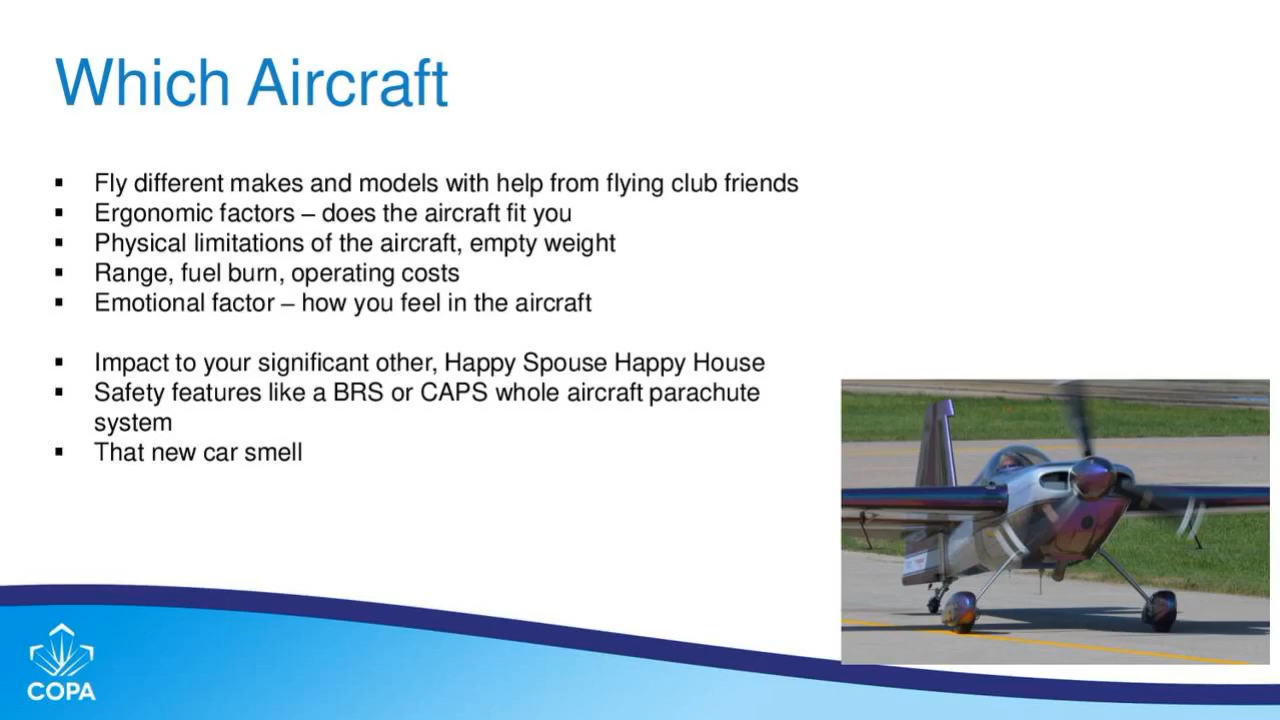 Which Aircraft
▪ Fly different makes and models with help from flying club friends
▪ Ergonomic factors – does the aircraft fit you
▪ Physical limitations of the aircraft, empty weight
▪ Range, fuel burn, operating costs
▪ Emotional factor – how you feel in the aircraft
▪ Impact to your significant other, Happy Spouse Happy House
▪ Safety features like a BRS or CAPS whole aircraft parachute
system
▪ That new car smell
COPA